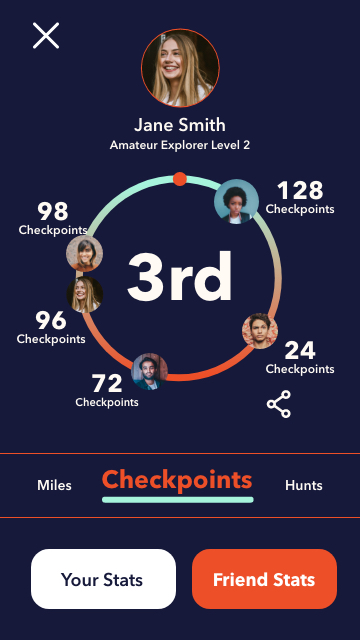 Jane Smith
Amateur Explorer Level 2
128
Checkpoints
98
Checkpoints
3rd
96
Checkpoints
24
Checkpoints
72
Checkpoints
Miles
Checkpoints
Hunts
Your Stats
Friend Stats